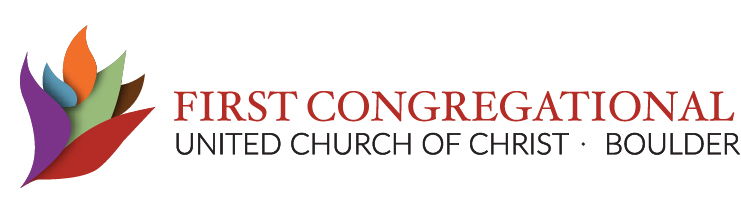 FIRST CONGREGATIONAL
UNITED CHURCH OF CHRIST · BOULDER